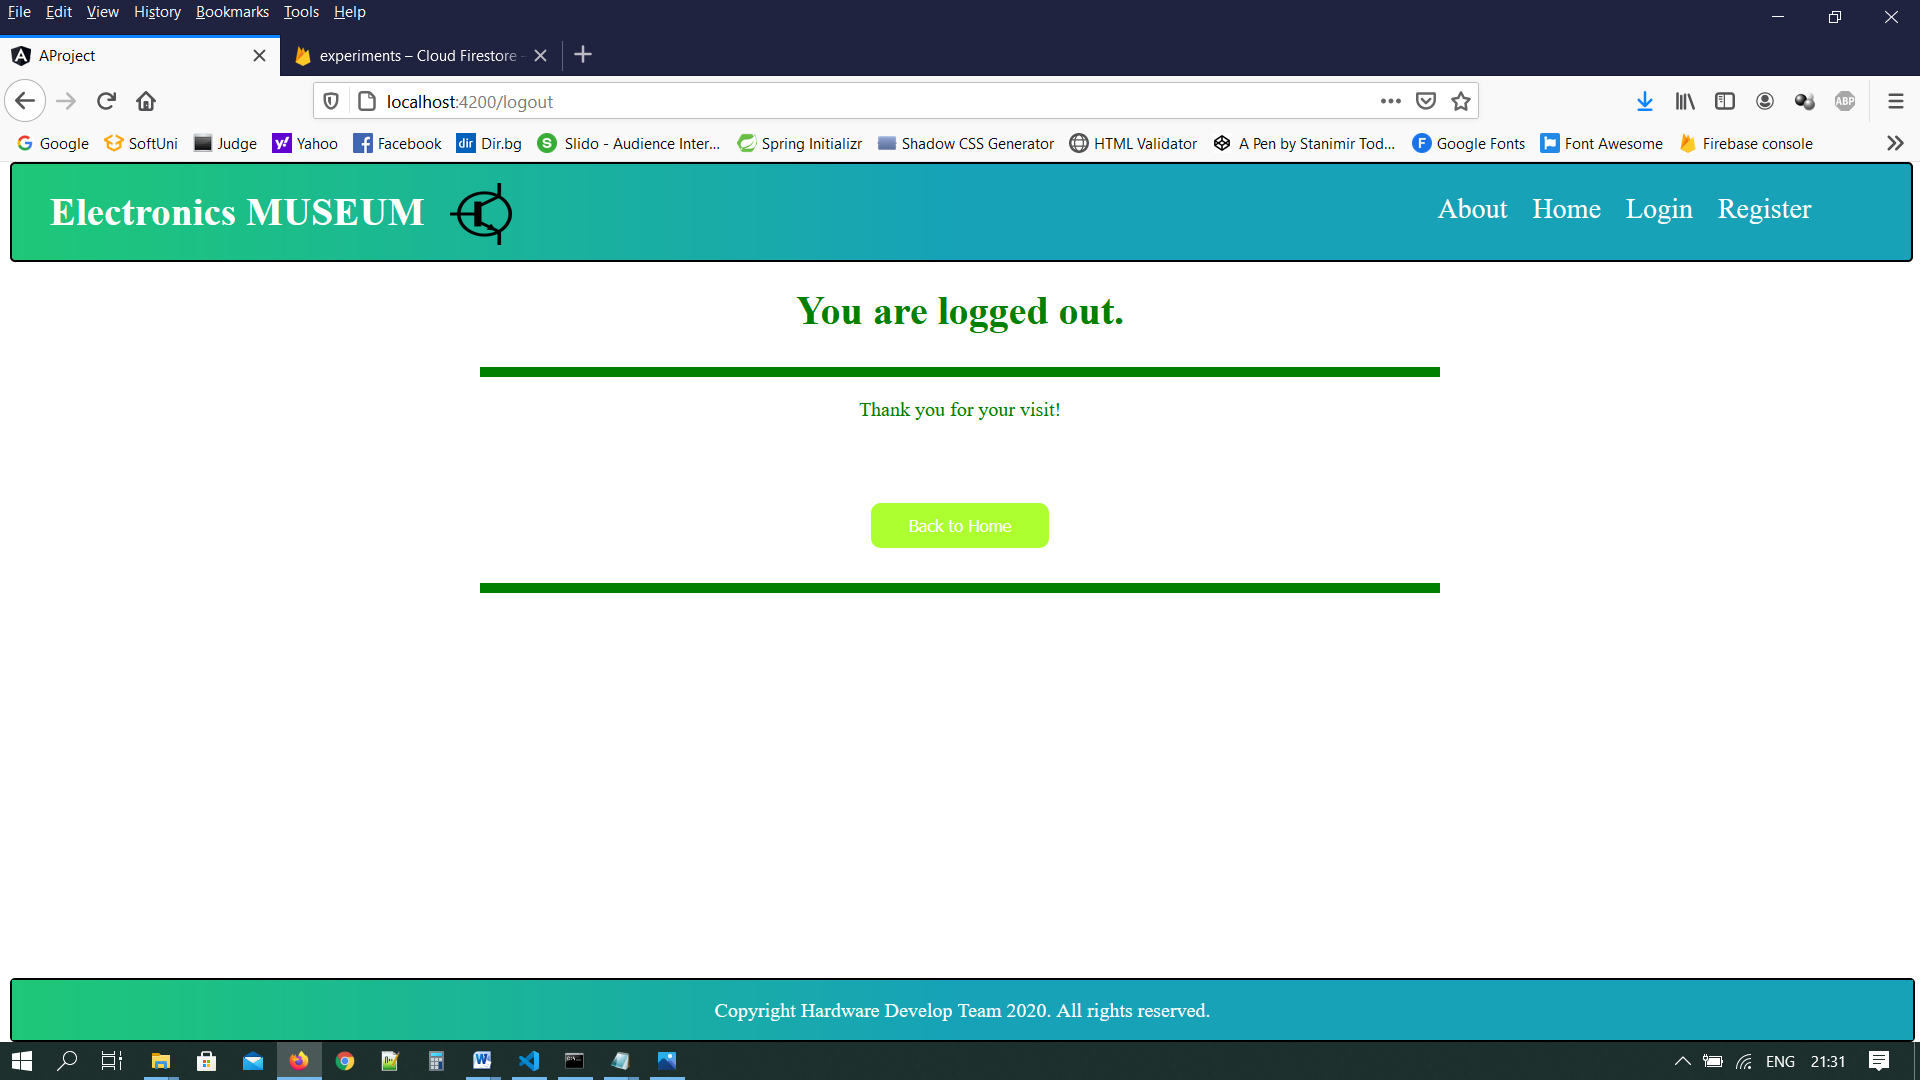 File Edit View History Bookmarks Tools Help
AProject
experiments – Cloud Firestore -
localhost:4200/logout
ABP
Google SoftUni Judge Yahoo Facebook dir Dir.bg S Slido - Audience Inter... Spring Initializr Shadow CSS Generator HTML Validator A Pen by Stanimir Tod... F Google Fonts Font Awesome Firebase console
Electronics MUSEUM
About Home Login Register
You are logged out.
Thank you for your visit!
Back to Home
Copyright Hardware Develop Team 2020. All rights reserved.
ENG 21:31